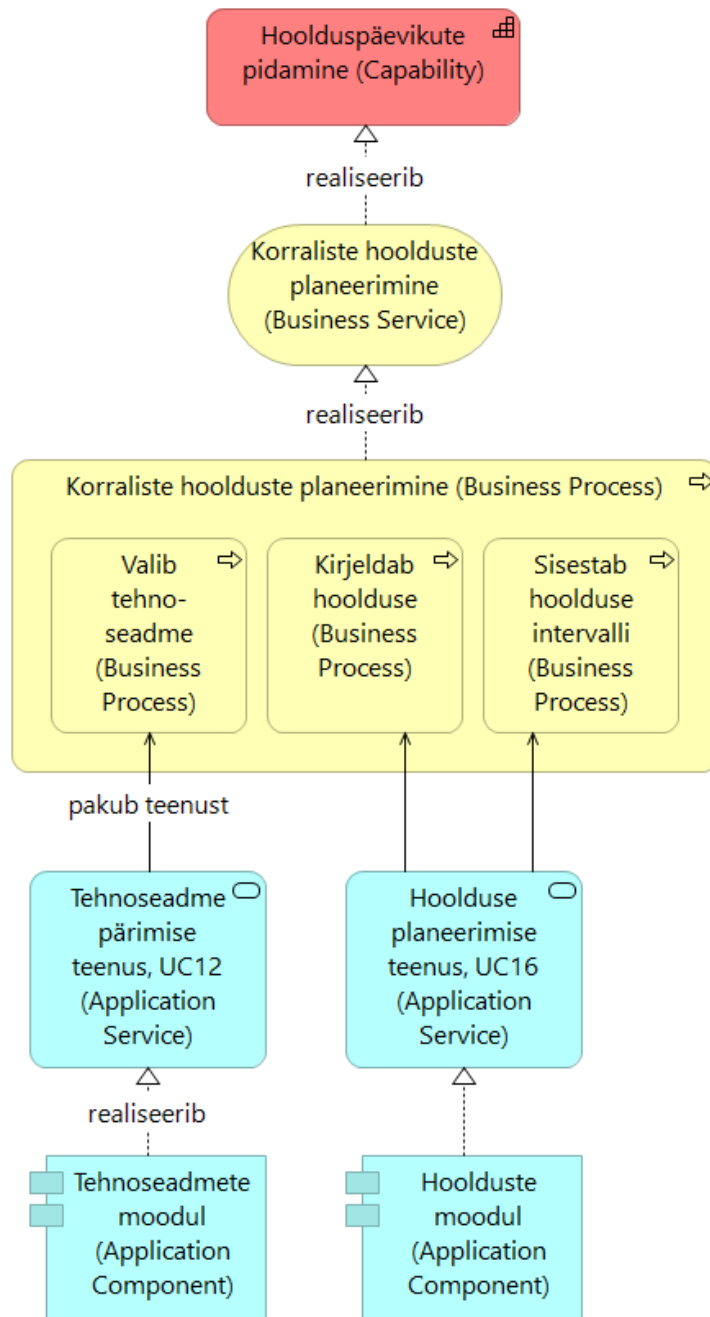 Hoolduspäevikute
pidamine (Capability)
realiseerib
Korraliste hoolduste
planeerimine
(Business Service)
realiseerib
Korraliste hoolduste planeerimine (Business Process)
Valib
tehno-
seadme
(Business
Process)
Kirjeldab
hoolduse
(Business
Process)
Sisestab
hoolduse
intervalli
(Business
Process)
pakub teenust
Tehnoseadme
pärimise
teenus, UC12
(Application
Service)
Hoolduse
planeerimise
teenus, UC16
(Application
Service)
realiseerib
Tehnoseadmete
moodul
(Application
Component)
Hoolduste
moodul
(Application
Component)